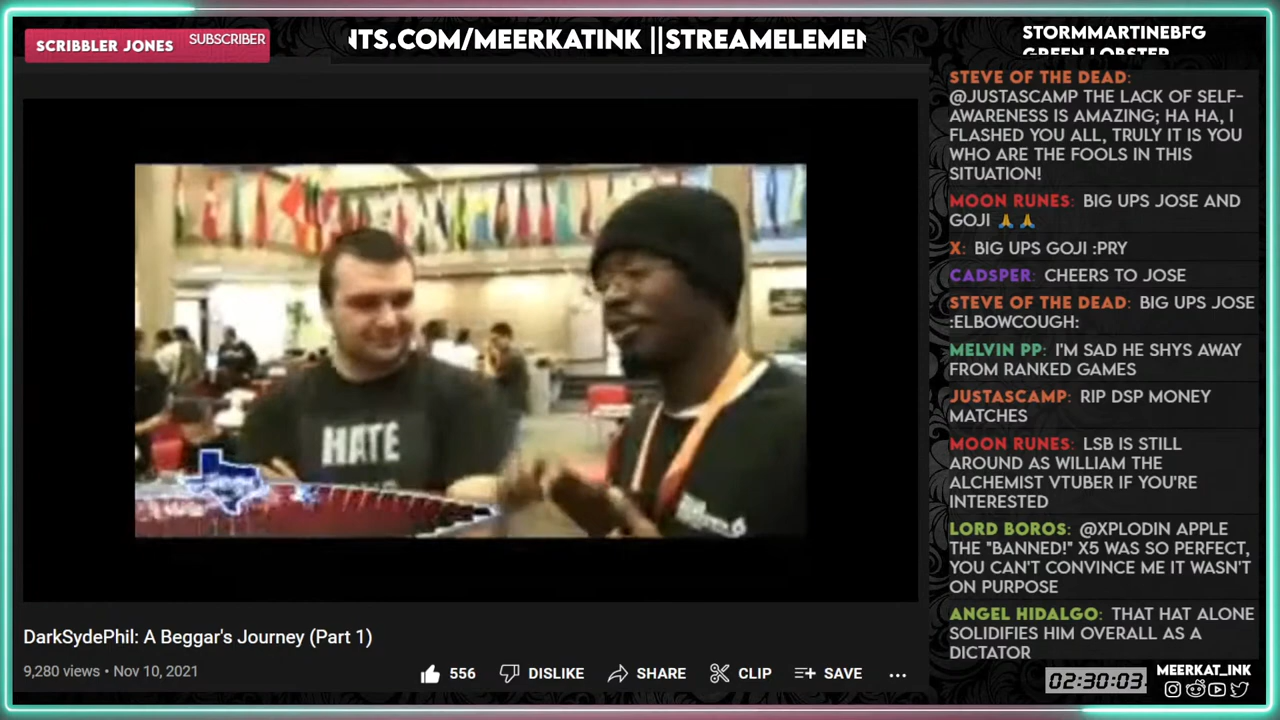 SCRIBBLER JONES SUBSCRIBER
NTS.COM/MEERKATINK ||STREAMELEMEN
STORMMARTINEBFG
GREEN LOBSTER
STEVE OF THE DEAD:
@JUSTASCAMP THE LACK OF SELF-
AWARENESS IS AMAZING; HA HA, I
FLASHED YOU ALL, TRULY IT IS YOU
WHO ARE THE FOOLS IN THIS
SITUATION!
MOON RUNES: BIG UPS JOSE AND
GOJI 🙏 🙏
X: BIG UPS GOJI :PRY
CADSPER: CHEERS TO JOSE
STEVE OF THE DEAD: BIG UPS JOSE
:ELBOWCOUGH:
MELVIN PP: I'M SAD HE SHYS AWAY
FROM RANKED GAMES
JUSTASCAMP: RIP DSP MONEY
MATCHES
MOON RUNES: LSB IS STILL
AROUND AS WILLIAM THE
ALCHEMIST VTUBER IF YOU'RE
INTERESTED
LORD BOROS: @XPLODIN APPLE
THE "BANNED!" X5 WAS SO PERFECT,
YOU CAN'T CONVINCE ME IT WASN'T
ON PURPOSE
ANGEL HIDALGO: THAT HAT ALONE
SOLIDIFIES HIM OVERALL AS A
DICTATOR
HATE
DarkSydePhil: A Beggar's Journey (Part 1)
9,280 views • Nov 10, 2021
556 DISLIKE SHARE CLIP SAVE ...
02:30:03
MEERKAT_INK